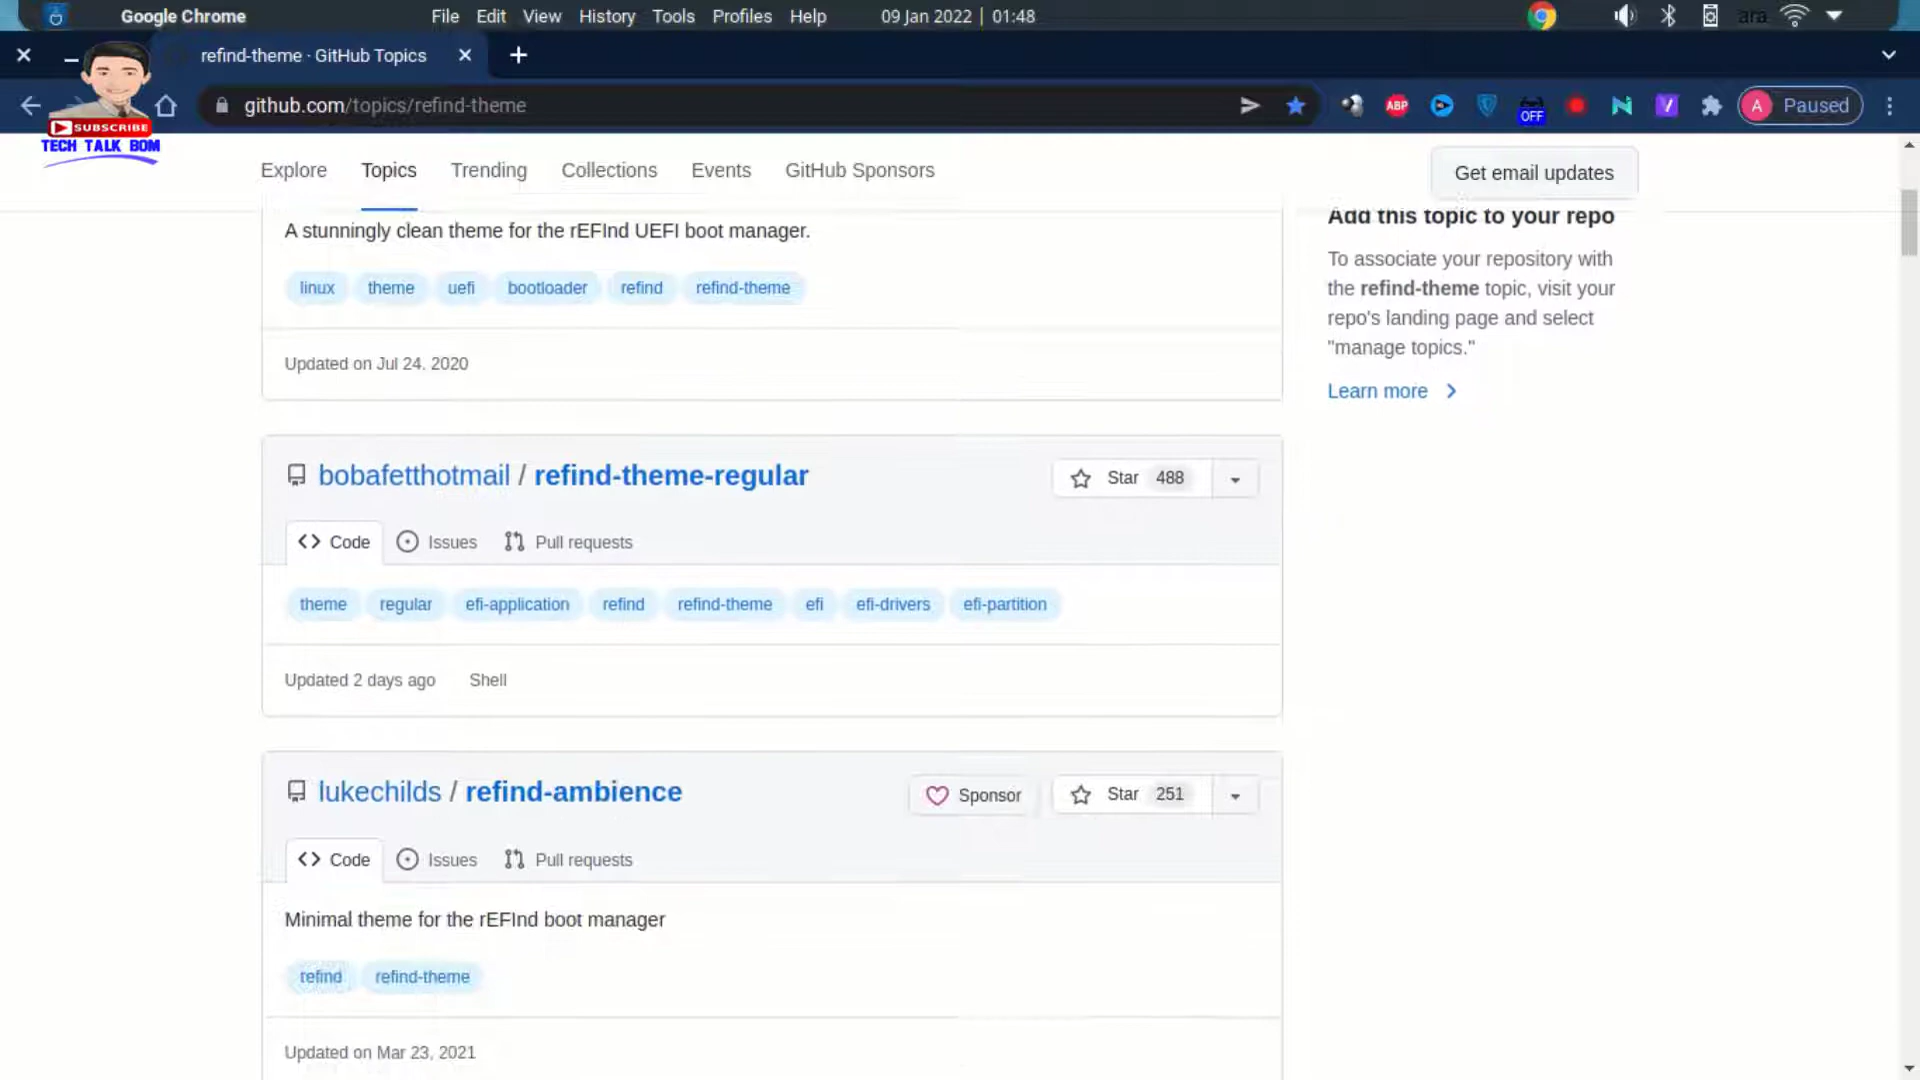 Google Chrome File Edit View History Tools Profiles Help 09 Jan 2022 | 01:48 ara
refind-theme · GitHub Topics
github.com/topics/refind-theme ABP OFF A Paused
SUBSCRIBE
TECH TALK BOM
Explore Topics Trending Collections Events GitHub Sponsors Get email updates
A stunningly clean theme for the rEFInd UEFI boot manager.
linux theme uefi bootloader refind refind-theme
Updated on Jul 24, 2020
Add this topic to your repo
To associate your repository with
the refind-theme topic, visit your
repo's landing page and select
"manage topics."
Learn more
bobafetthotmail / refind-theme-regular Star 488
Code Issues Pull requests
theme regular efi-application refind refind-theme efi efi-drivers efi-partition
Updated 2 days ago Shell
lukechilds / refind-ambience Sponsor Star 251
Code Issues Pull requests
Minimal theme for the rEFInd boot manager
refind refind-theme
Updated on Mar 23, 2021